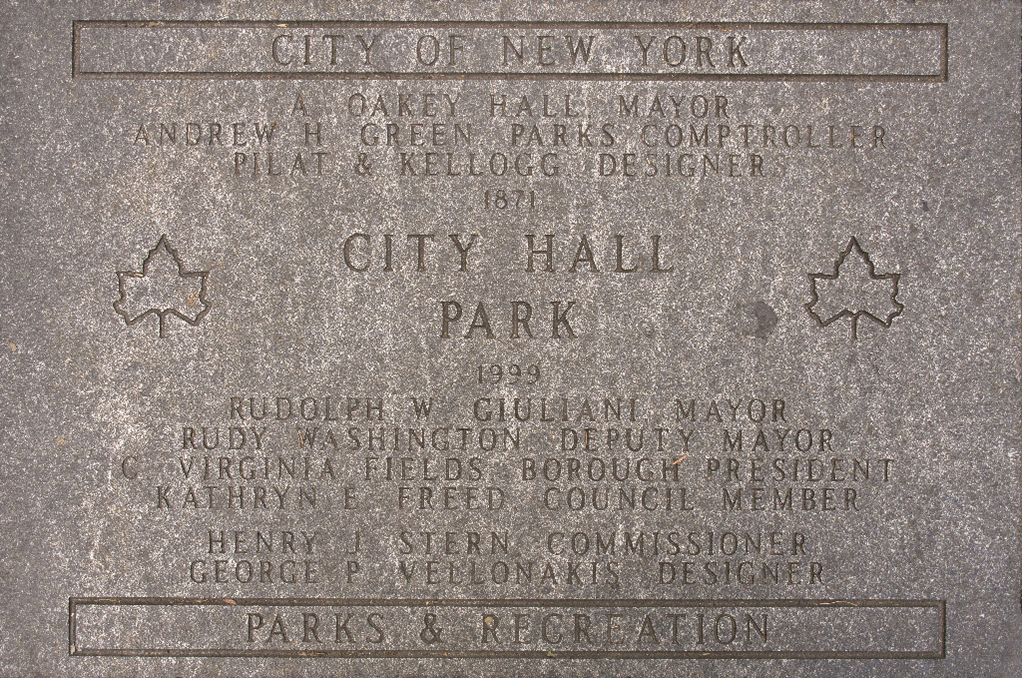 CITY OF NEW YORK
A OAKEY HALL MAYOR
ANDREW H GREEN PARKS COMPTROLLER
PILAT & KELLOGG DESIGNERS
1871
CITY HALL
PARK
1999
RUDOLPH W GIULIANI MAYOR
RUDY WASHINGTON DEPUTY MAYOR
C VIRGINIA FIELDS BOROUGH PRESIDENT
KATHRYN E FREED COUNCIL MEMBER
HENRY J STERN COMMISSIONER
GEORGE P VELLONAKIS DESIGNER
PARKS & RECREATION